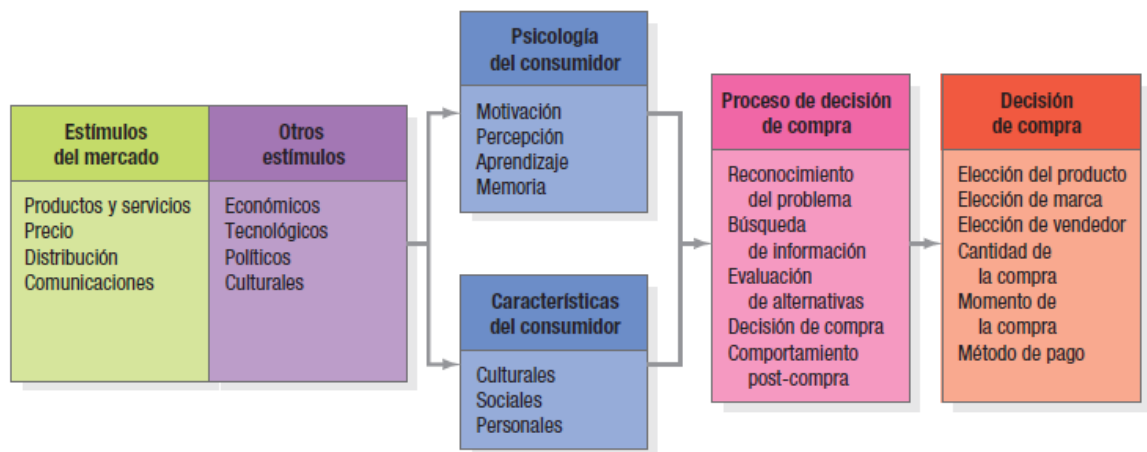 Estímulos
del mercado
Productos y servicios
Precio
Distribución
Comunicaciones
Otros
estímulos
Económicos
Tecnológicos
Políticos
Culturales
Psicología
del consumidor
Motivación
Percepción
Aprendizaje
Memoria
Características
del consumidor
Culturales
Sociales
Personales
Proceso de decisión
de compra
Reconocimiento
del problema
Búsqueda
de información
Evaluación
de alternativas
Decisión de compra
Comportamiento
post-compra
Decisión
de compra
Elección del producto
Elección de marca
Elección de vendedor
Cantidad de
la compra
Momento de
la compra
Método de pago